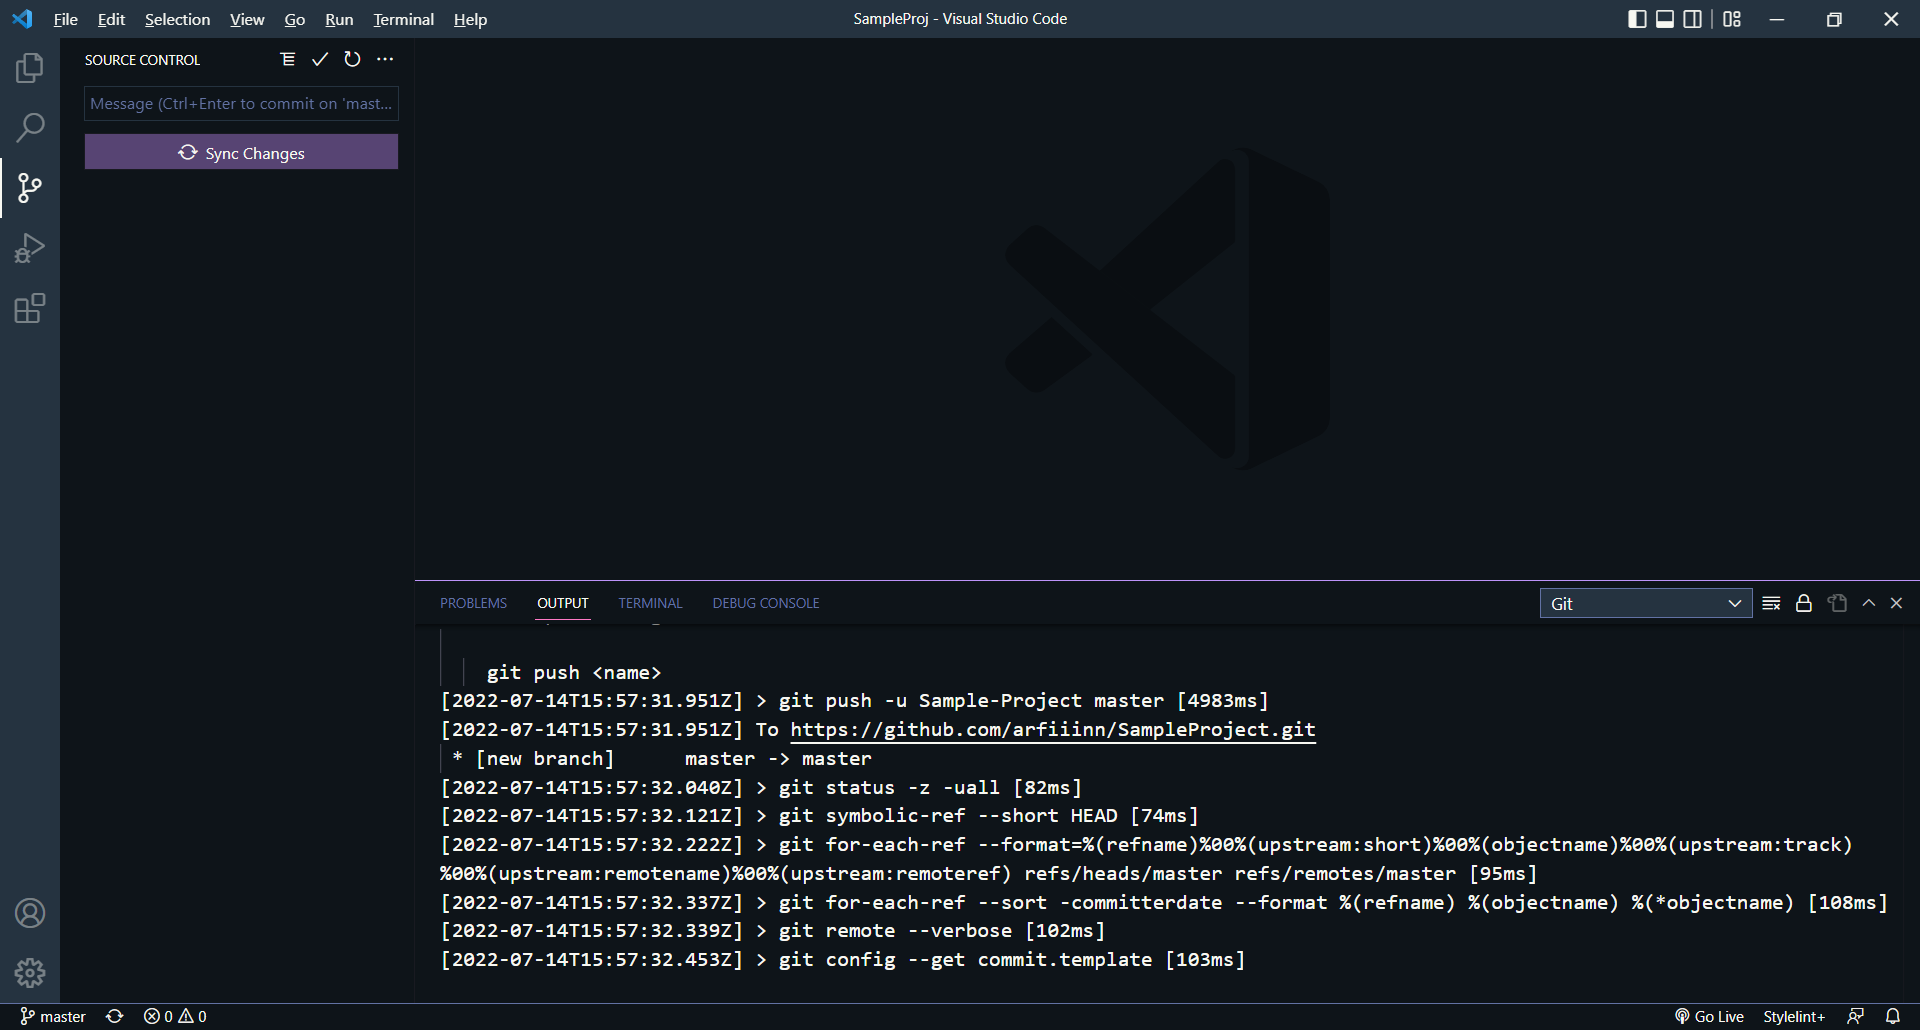 File Edit Selection View Go Run Terminal Help
SampleProj - Visual Studio Code
SOURCE CONTROL
Message (Ctrl+Enter to commit on 'mast...
Sync Changes
PROBLEMS OUTPUT TERMINAL DEBUG CONSOLE
Git
git push <name>
[2022-07-14T15:57:31.951Z] > git push -u Sample-Project master [4983ms]
[2022-07-14T15:57:31.951Z] To https://github.com/arfiiinn/SampleProject.git
* [new branch]      master -> master
[2022-07-14T15:57:32.040Z] > git status -z -uall [82ms]
[2022-07-14T15:57:32.121Z] > git symbolic-ref --short HEAD [74ms]
[2022-07-14T15:57:32.222Z] > git for-each-ref --format=%(refname)%00%(upstream:short)%00%(objectname)%00%(upstream:track)
%00%(upstream:remotename)%00%(upstream:remoteref) refs/heads/master refs/remotes/master [95ms]
[2022-07-14T15:57:32.337Z] > git for-each-ref --sort -committerdate --format %(refname) %(objectname) %(*objectname) [108ms]
[2022-07-14T15:57:32.339Z] > git remote --verbose [102ms]
[2022-07-14T15:57:32.453Z] > git config --get commit.template [103ms]
master 0 0
Go Live Stylelint+